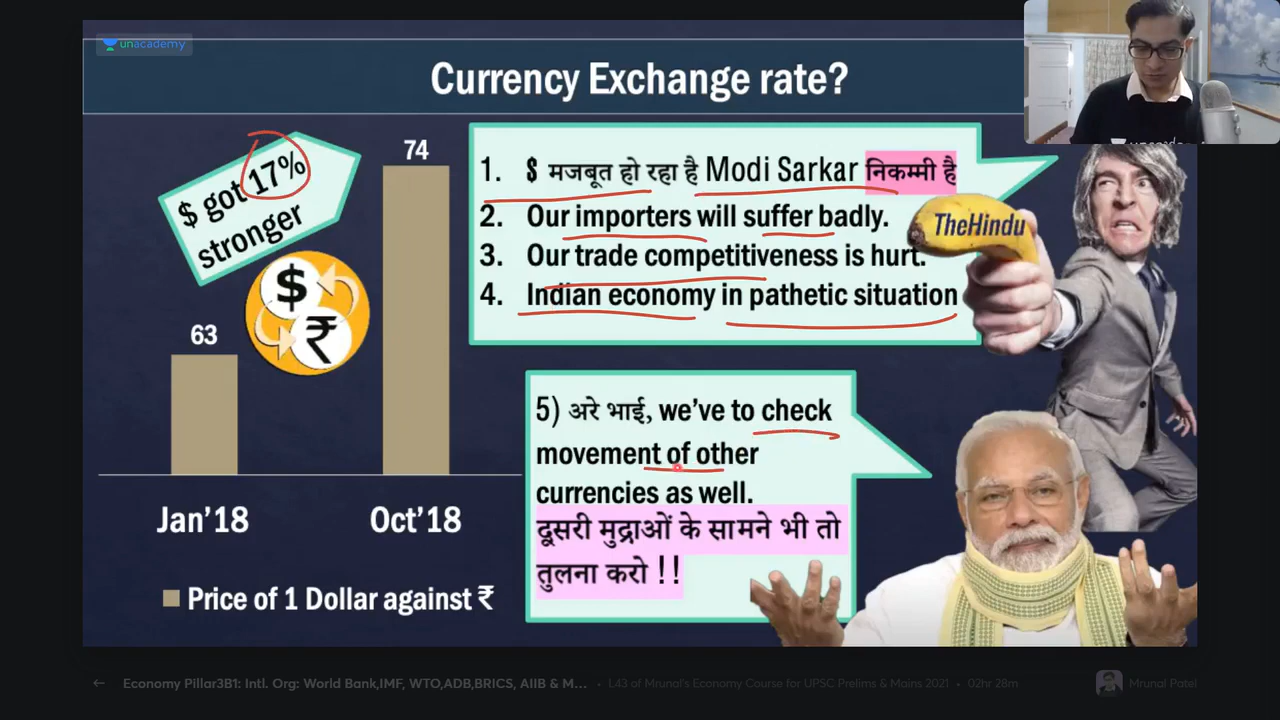 unacademy
Currency Exchange rate?
$ got 17%
stronger
63
74
Jan'18
Oct'18
Price of 1 Dollar against ₹
1. $ मजबूत हो रहा है Modi Sarkar निकम्मी है
2. Our importers will suffer badly.
3. Our trade competitiveness is hurt.
4. Indian economy in pathetic situation
TheHindu
5) अरे भाई, we've to check
movement of other
currencies as well.
दूसरी मुद्राओं के सामने भी तो
तुलना करो !!
Economy Pillar3B1: Intl. Org: World Bank,IMF, WTO,ADB,BRICS, AIIB & M... • L43 of Mrunal's Economy Course for UPSC Prelims & Mains 2021 • 02hr 28m
Mrunal Patel